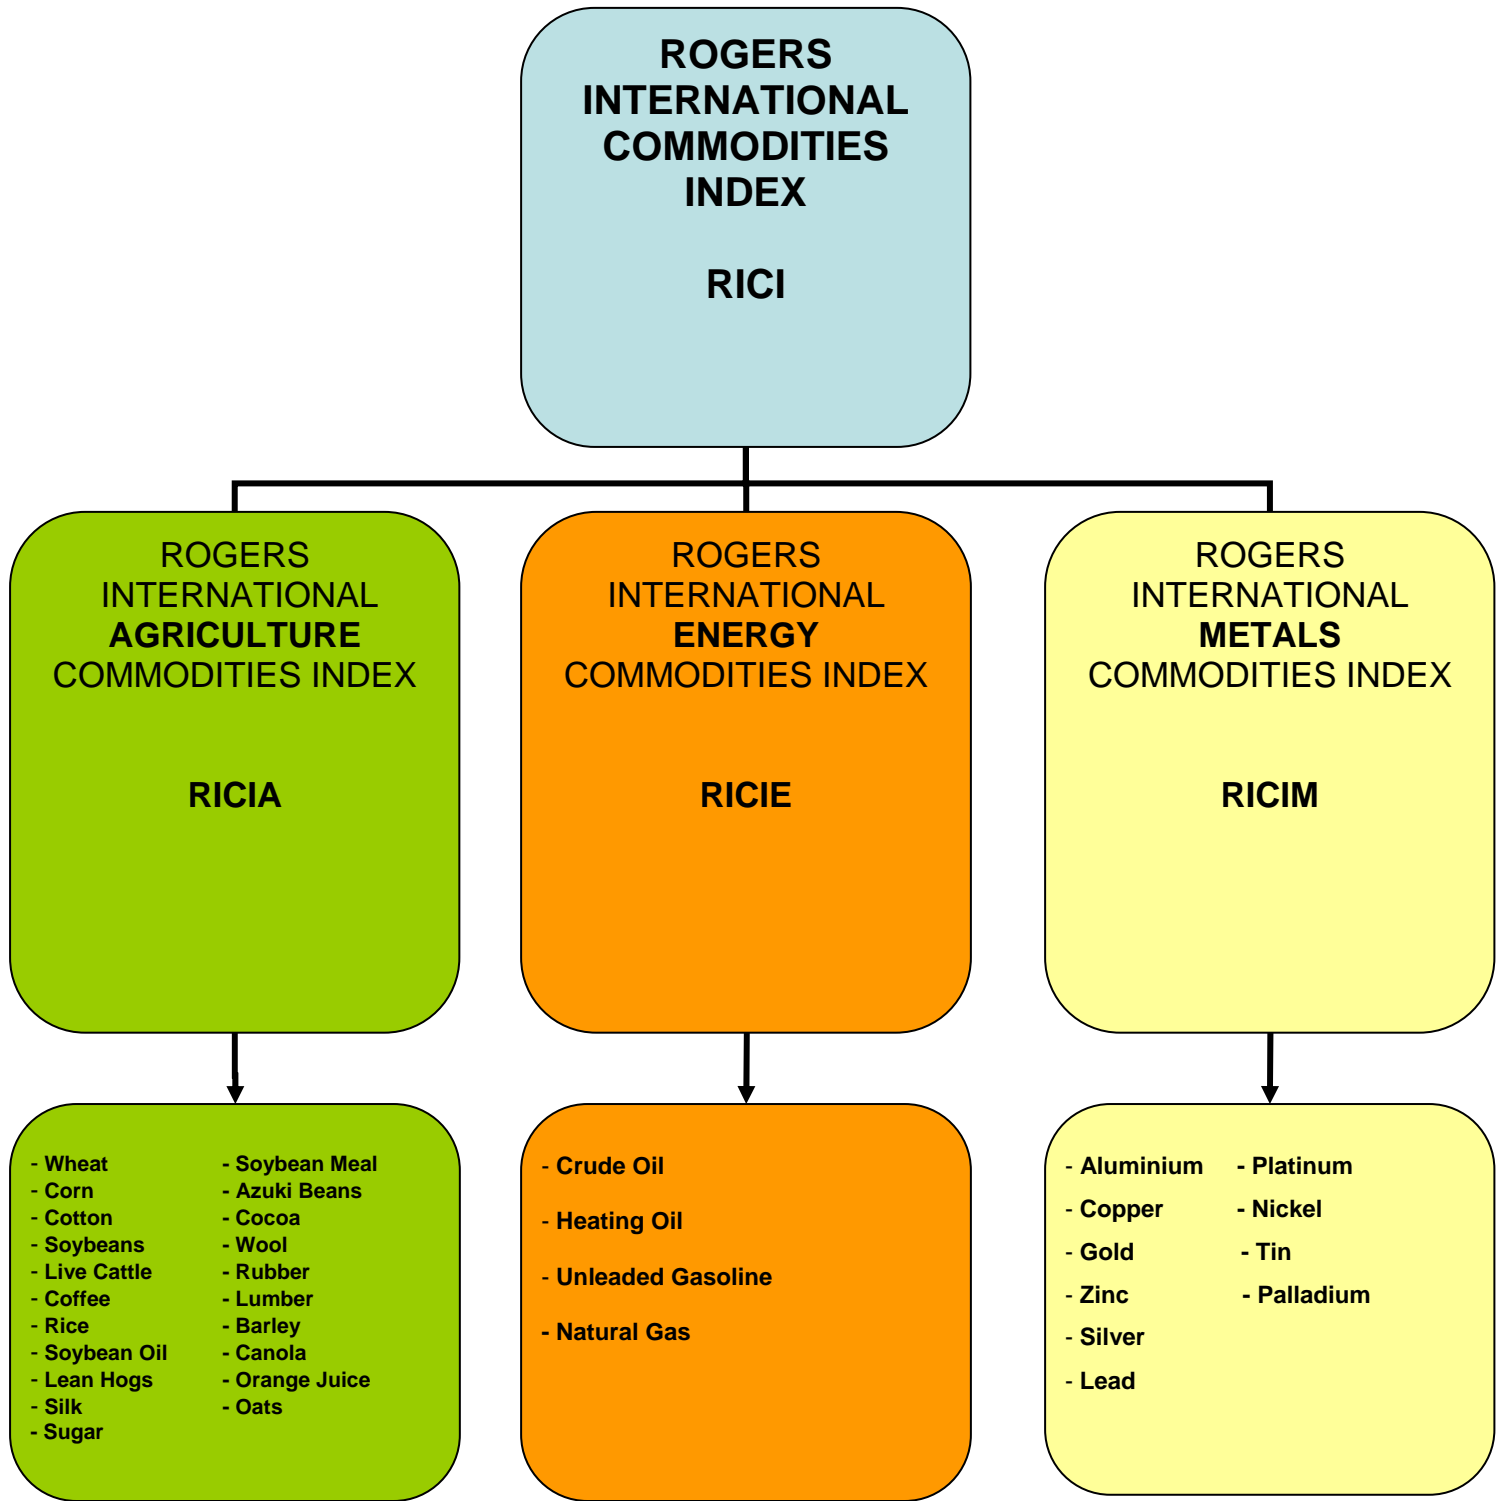 ROGERS
INTERNATIONAL
COMMODITIES
INDEX
RICI
ROGERS
INTERNATIONAL
AGRICULTURE
COMMODITIES INDEX
RICIA
ROGERS
INTERNATIONAL
ENERGY
COMMODITIES INDEX
RICIE
ROGERS
INTERNATIONAL
METALS
COMMODITIES INDEX
RICIM
- Wheat
- Corn
- Cotton
- Soybeans
- Live Cattle
- Coffee
- Rice
- Soybean Oil
- Lean Hogs
- Silk
- Sugar
- Soybean Meal
- Azuki Beans
- Cocoa
- Wool
- Rubber
- Lumber
- Barley
- Canola
- Orange Juice
- Oats
- Crude Oil
- Heating Oil
- Unleaded Gasoline
- Natural Gas
- Aluminium
- Copper
- Gold
- Zinc
- Silver
- Lead
- Platinum
- Nickel
- Tin
- Palladium